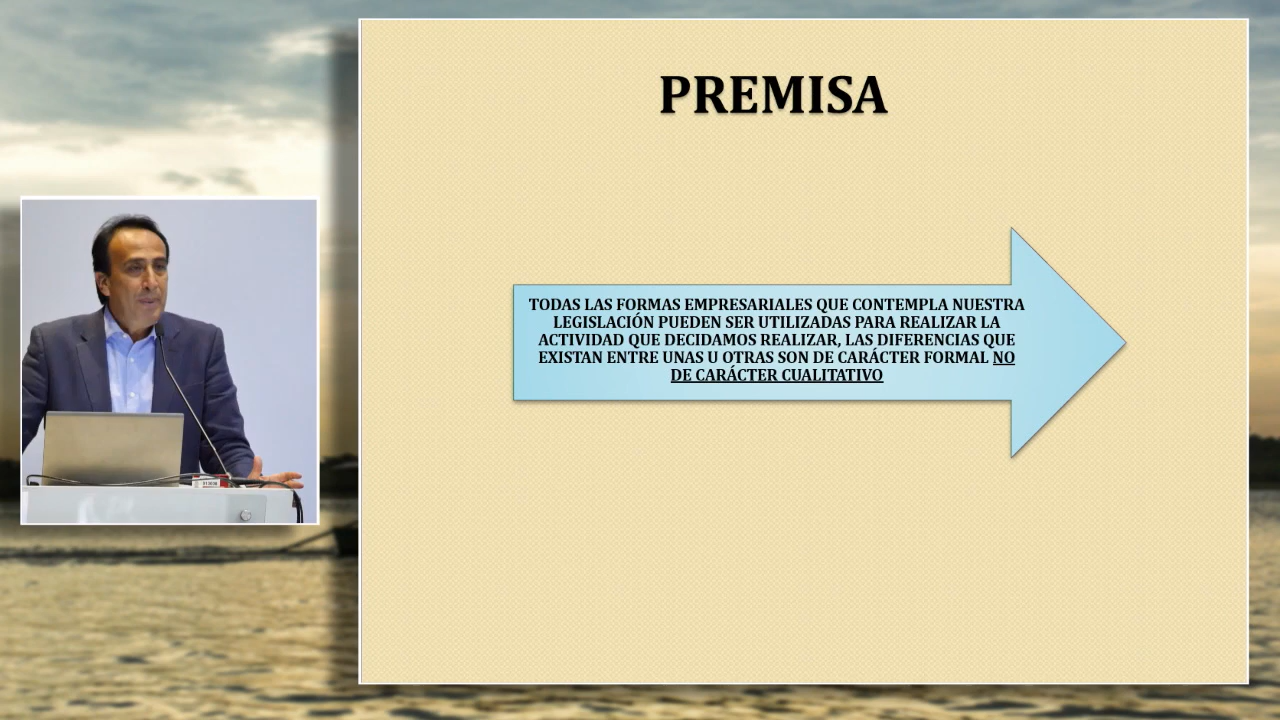 PREMISA
TODAS LAS FORMAS EMPRESARIALES QUE CONTEMPLA NUESTRA
LEGISLACIÓN PUEDEN SER UTILIZADAS PARA REALIZAR LA
ACTIVIDAD QUE DECIDAMOS REALIZAR, LAS DIFERENCIAS QUE
EXISTAN ENTRE UNAS U OTRAS SON DE CARÁCTER FORMAL NO
DE CARÁCTER CUALITATIVO